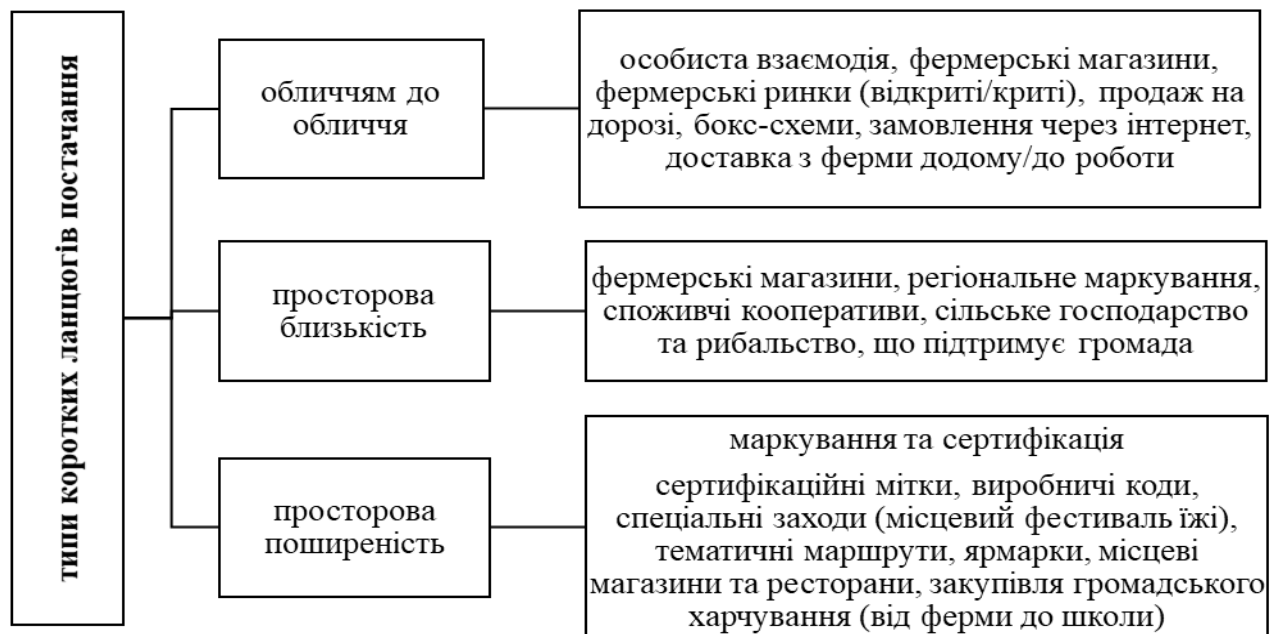 типи коротких ланцюгів постачання
обличчям до
обличчя
особиста взаємодія, фермерські магазини,
фермерські ринки (відкриті/криті), продаж на
дорозі, бокс-схеми, замовлення через інтернет,
доставка з ферми додому/до роботи
просторова
близькість
фермерські магазини, регіональне маркування,
споживчі кооперативи, сільське господарство
та рибальство, що підтримує громада
просторова
поширеність
маркування та сертифікація
сертифікаційні мітки, виробничі коди,
спеціальні заходи (місцевий фестиваль їжі),
тематичні маршрути, ярмарки, місцеві
магазини та ресторани, закупівля громадського
харчування (від ферми до школи)